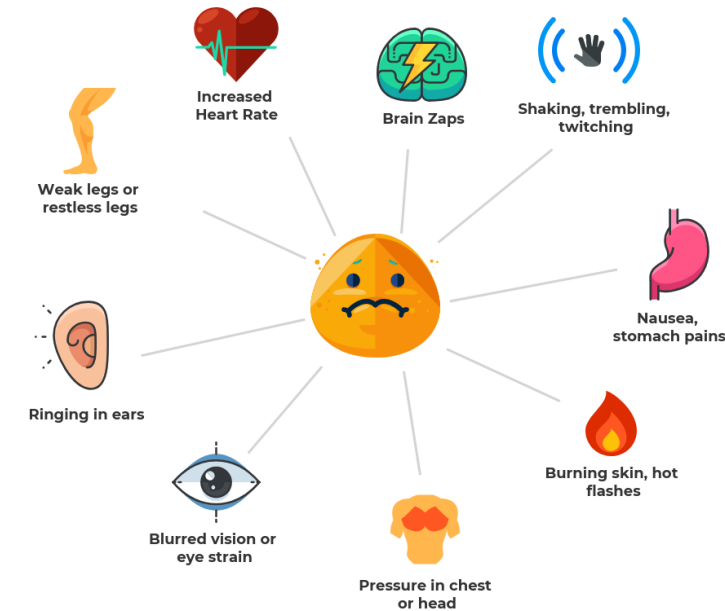 Increased
Heart Rate
Brain Zaps
Shaking, trembling,
twitching
Weak legs or
restless legs
Nausea,
stomach pains
Ringing in ears
Burning skin, hot
flashes
Blurred vision or
eye strain
Pressure in chest
or head